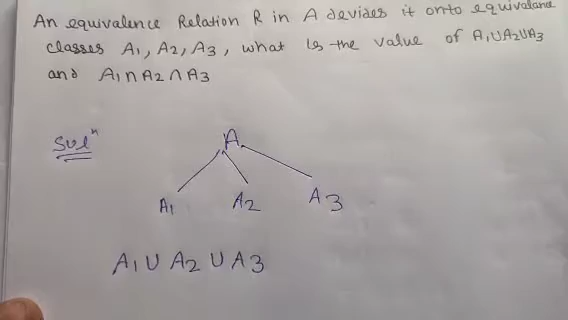 An equivalence Relation R in A devides it onto equivalance
classes A1, A2, A3, what is the value of A1UA2UA3
and A1∩A2∩A3
Solⁿ
A
A1 A2 A3
A1 U A2 U A3